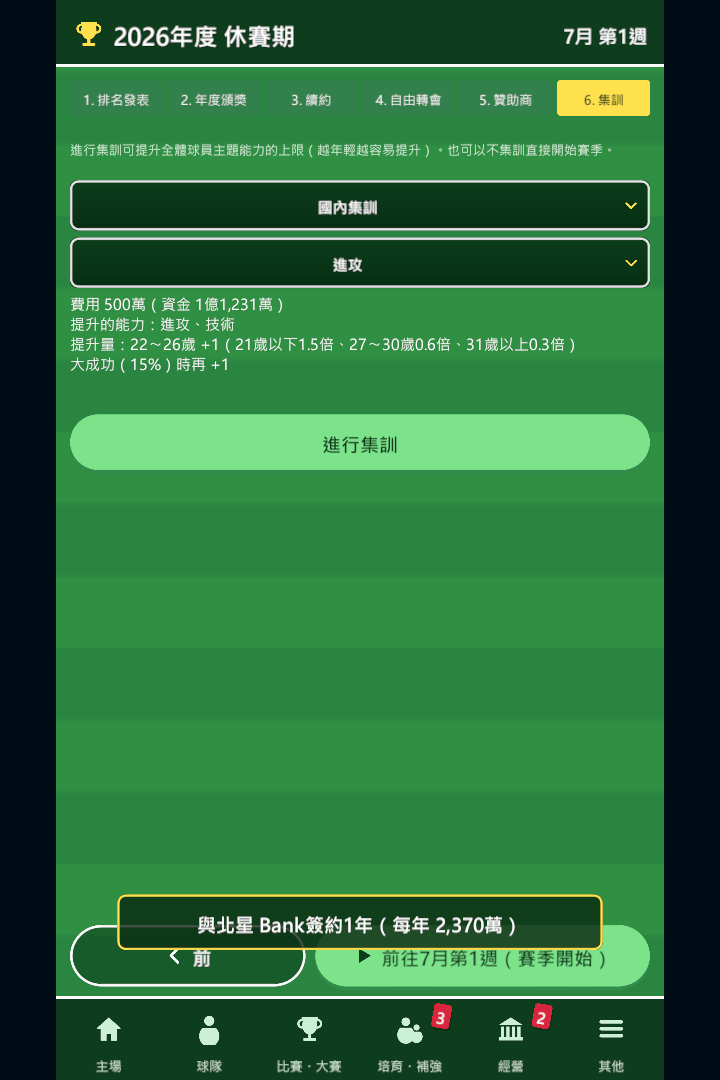 2026年度 休賽期
7月 第1週
1. 排名發表
2. 年度頒獎
3. 續約
4. 自由轉會
5. 贊助商
6. 集訓
進行集訓可提升全體球員主題能力的上限（越年輕越容易提升）。也可以不集訓直接開始賽季。
國內集訓
進攻
費用 500萬（資金 1億1,231萬）
提升的能力：進攻、技術
提升量：22～26歲 +1（21歲以下1.5倍、27～30歲0.6倍、31歲以上0.3倍）
大成功（15%）時再 +1
進行集訓
與北星 Bank簽約1年（每年 2,370萬）
前
前往7月第1週（賽季開始）
3
2
主場
球隊
比賽・大賽
培育・補強
經營
其他